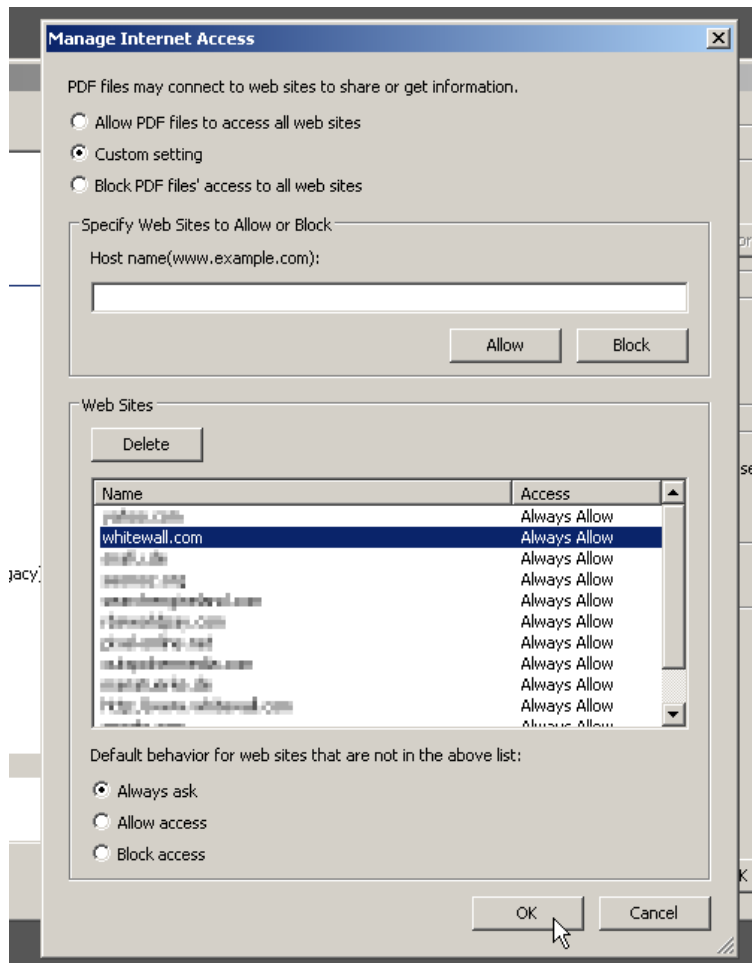 Manage Internet Access
PDF files may connect to web sites to share or get information.
Allow PDF files to access all web sites
Custom setting
Block PDF files' access to all web sites
Specify Web Sites to Allow or Block
Host name(www.example.com):
Allow Block
Web Sites
Delete
Name Access
Always Allow
whitewall.com Always Allow
Always Allow
Always Allow
Always Allow
Always Allow
Always Allow
Always Allow
Always Allow
Always Allow
Always Allow
Default behavior for web sites that are not in the above list:
Always ask
Allow access
Block access
OK Cancel
gacy)